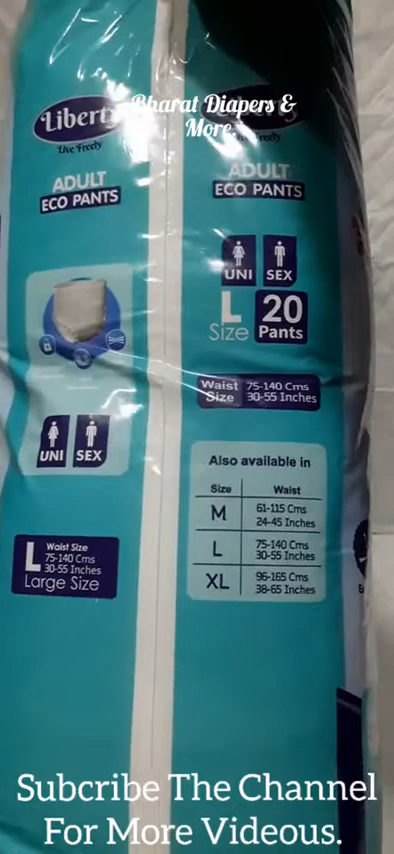 Bharat Diapers &
More.
Liberty
Live Freely
ADULT
ECO PANTS
UNI SEX
L Waist Size
75-140 Cms
30-55 Inches
Large Size
Liberty
Live Freely
ADULT
ECO PANTS
UNI SEX
L 20
Size Pants
Waist 75-140 Cms
Size 30-55 Inches
Also available in
Size Waist
M 61-115 Cms
24-45 Inches
L 75-140 Cms
30-55 Inches
XL 96-165 Cms
38-65 Inches
Subcribe The Channel
For More Videous.